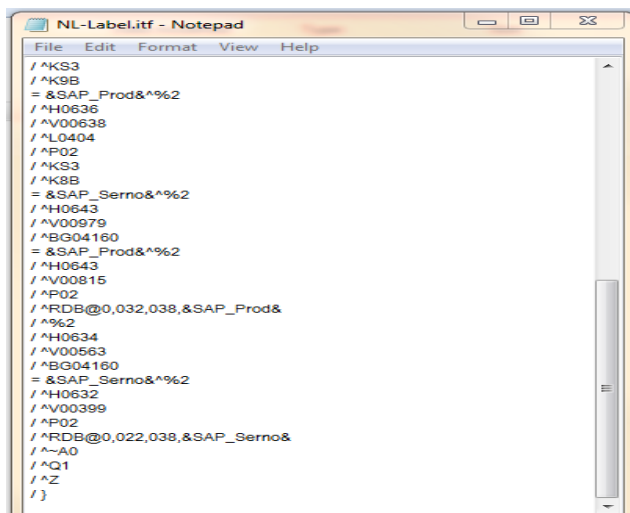 NL-Label.itf - Notepad
File Edit Format View Help
/ ^KS3
/ ^K9B
= &SAP_Prod&^%2
/ ^H0636
/ ^V00638
/ ^L0404
/ ^P02
/ ^KS3
/ ^K8B
= &SAP_Serno&^%2
/ ^H0643
/ ^V00979
/ ^BG04160
= &SAP_Prod&^%2
/ ^H0643
/ ^V00815
/ ^P02
/ ^RDB@0,032,038,&SAP_Prod&
/ ^%2
/ ^H0634
/ ^V00563
/ ^BG04160
= &SAP_Serno&^%2
/ ^H0632
/ ^V00399
/ ^P02
/ ^RDB@0,022,038,&SAP_Serno&
/ ^~A0
/ ^Q1
/ ^Z
/ }